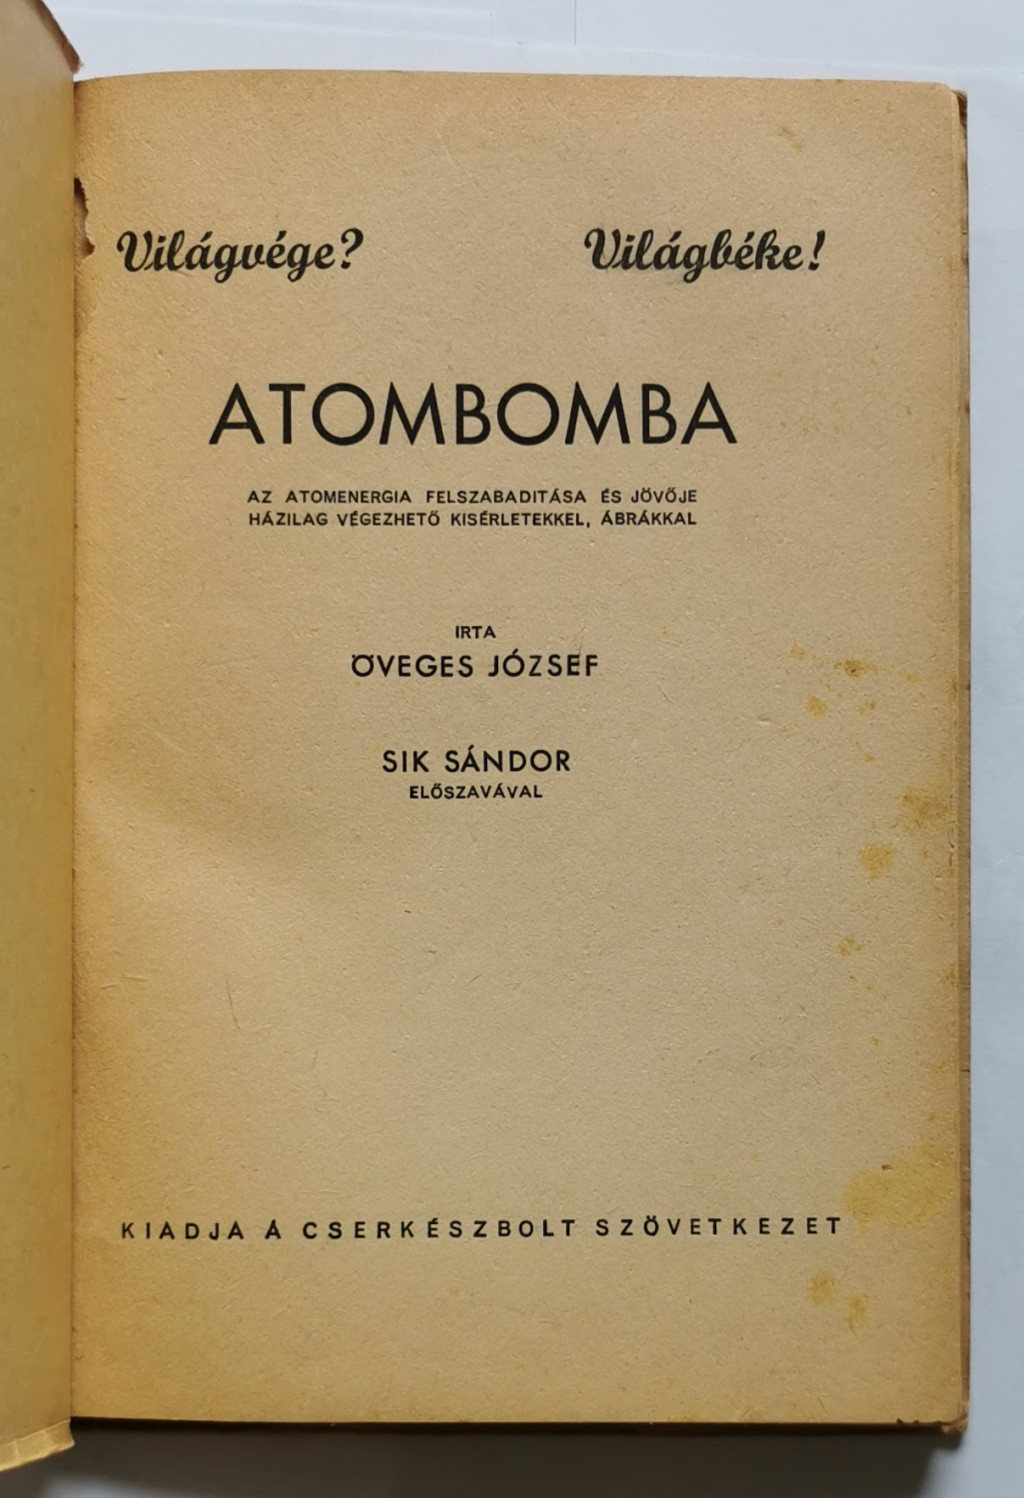 Világvége? Világbéke!
ATOMBOMBA
AZ ATOMENERGIA FELSZABADITÁSA ÉS JÖVŐJE
HÁZILAG VÉGEZHETŐ KISÉRLETEKKEL, ÁBRÁKKAL
IRTA
ÖVEGES JÓZSEF
SIK SÁNDOR
ELŐSZAVÁVAL
KIADJA A CSERKÉSZBOLT SZÖVETKEZET